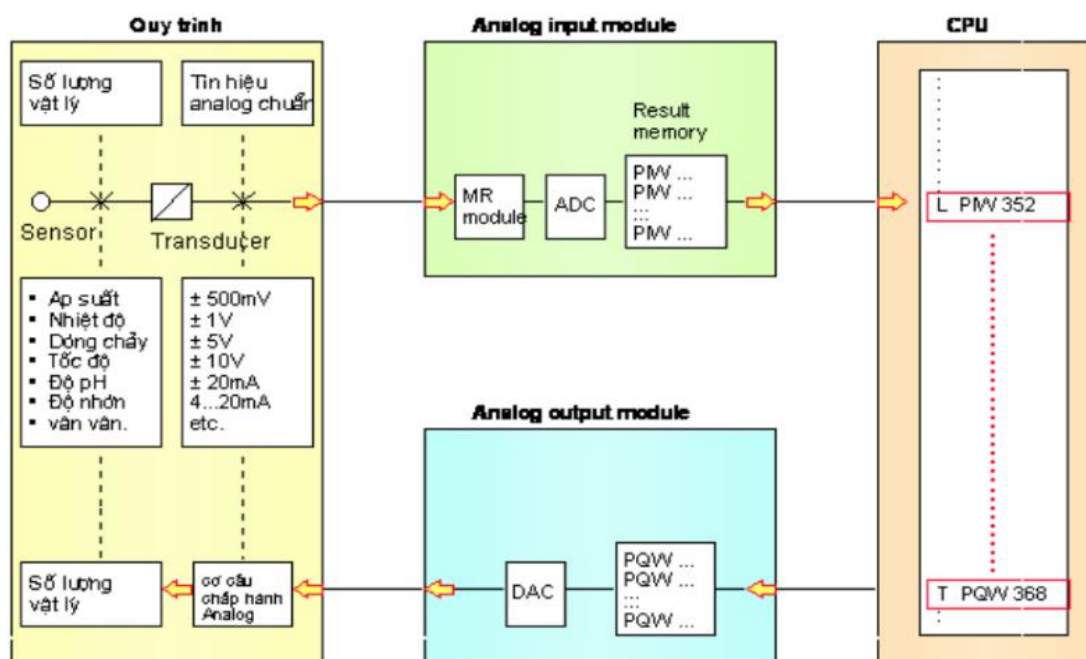 Quy trình
Analog input module
CPU
Số lượng
vật lý
Tín hiệu
analog chuẩn
Result
memory
PIW ...
PIW ...
...
PIW ...
MR
module
ADC
L PIW 352
Sensor
Transducer
▪ Áp suất
▪ Nhiệt độ
▪ Dòng chảy
▪ Tốc độ
▪ Độ pH
▪ Độ nhớn
▪ vân vân.
± 500mV
± 1V
± 5V
± 10V
± 20mA
4...20mA
etc.
Analog output module
Số lượng
vật lý
cơ cấu
chấp hành
Analog
DAC
PQW ...
PQW ...
...
PQW ...
T PQW 368